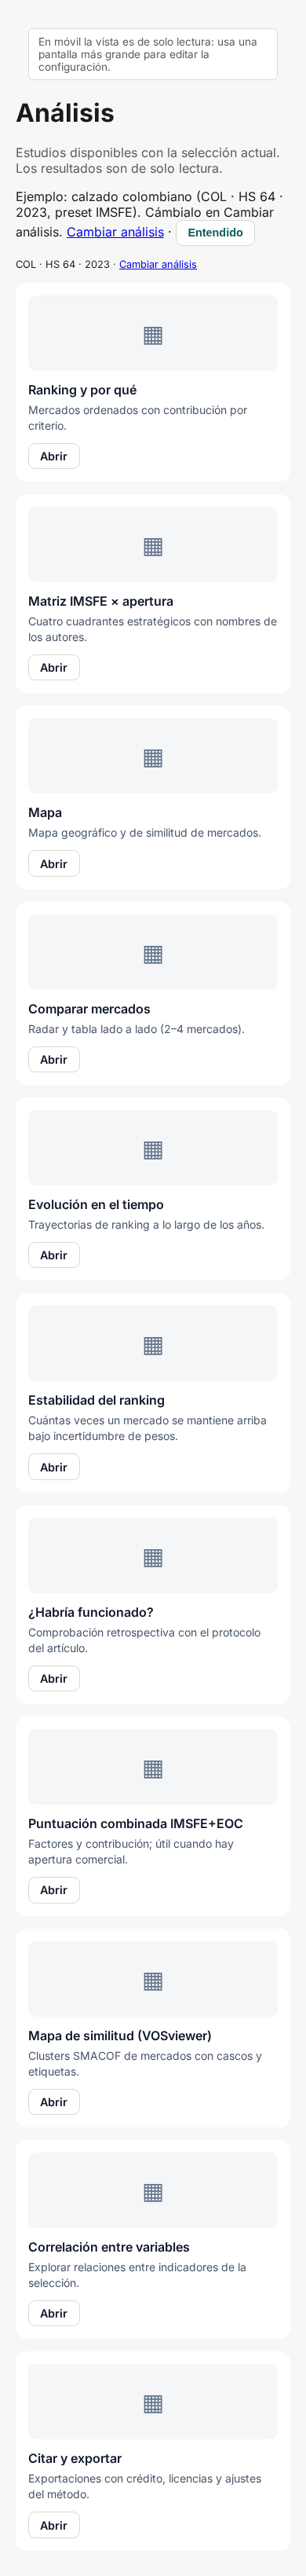 En móvil la vista es de solo lectura: usa una
pantalla más grande para editar la
configuración.
Análisis
Estudios disponibles con la selección actual.
Los resultados son de solo lectura.
Ejemplo: calzado colombiano (COL · HS 64 ·
2023, preset IMSFE). Cámbialo en Cambiar
análisis. Cambiar análisis · Entendido
COL · HS 64 · 2023 · Cambiar análisis
Ranking y por qué
Mercados ordenados con contribución por
criterio.
Abrir
Matriz IMSFE × apertura
Cuatro cuadrantes estratégicos con nombres de
los autores.
Abrir
Mapa
Mapa geográfico y de similitud de mercados.
Abrir
Comparar mercados
Radar y tabla lado a lado (2–4 mercados).
Abrir
Evolución en el tiempo
Trayectorias de ranking a lo largo de los años.
Abrir
Estabilidad del ranking
Cuántas veces un mercado se mantiene arriba
bajo incertidumbre de pesos.
Abrir
¿Habría funcionado?
Comprobación retrospectiva con el protocolo
del artículo.
Abrir
Puntuación combinada IMSFE+EOC
Factores y contribución; útil cuando hay
apertura comercial.
Abrir
Mapa de similitud (VOSviewer)
Clusters SMACOF de mercados con cascos y
etiquetas.
Abrir
Correlación entre variables
Explorar relaciones entre indicadores de la
selección.
Abrir
Citar y exportar
Exportaciones con crédito, licencias y ajustes
del método.
Abrir